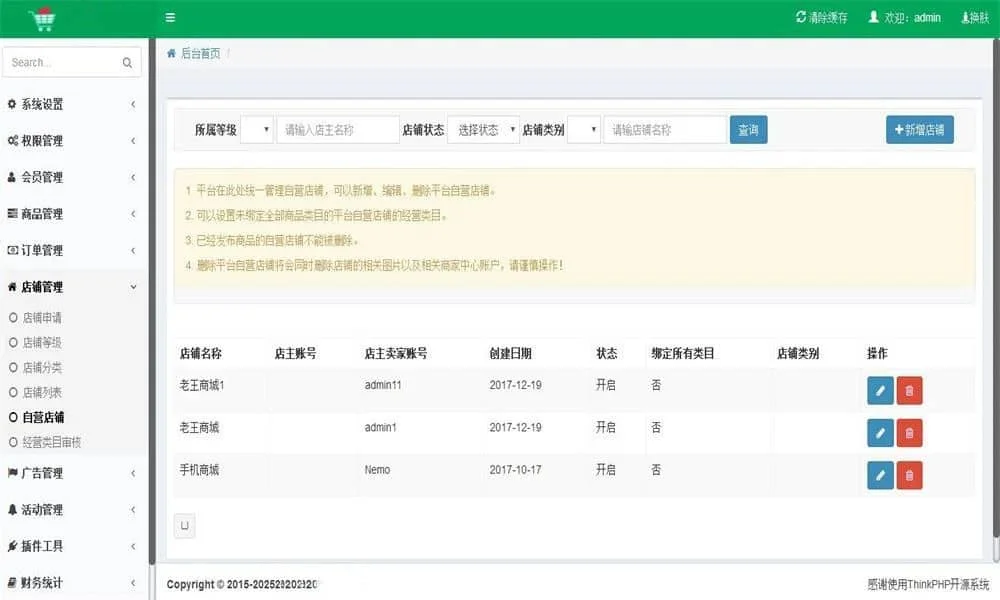 清除缓存 欢迎：admin 换肤
Search...
后台首页 /
系统设置
权限管理
会员管理
商品管理
订单管理
店铺管理
店铺申请
店铺等级
店铺分类
店铺列表
自营店铺
经营类目审核
广告管理
活动管理
插件工具
财务统计
所属等级 请输入店主名称 店铺状态 选择状态 店铺类别 请输店铺名称 查询 新增店铺
1. 平台在此处统一管理自营店铺，可以新增、编辑、删除平台自营店铺。
2. 可以设置未绑定全部商品类目的平台自营店铺的经营类目。
3. 已经发布商品的自营店铺不能被删除。
4. 删除平台自营店铺将会同时删除店铺的相关图片以及相关商家中心账户，请谨慎操作！
店铺名称 店主账号 店主卖家账号 创建日期 状态 绑定所有类目 店铺类别 操作
老王商城1 admin11 2017-12-19 开启 否
老王商城 admin1 2017-12-19 开启 否
手机商城 Nemo 2017-10-17 开启 否
Copyright © 2015-
感谢使用ThinkPHP开源系统